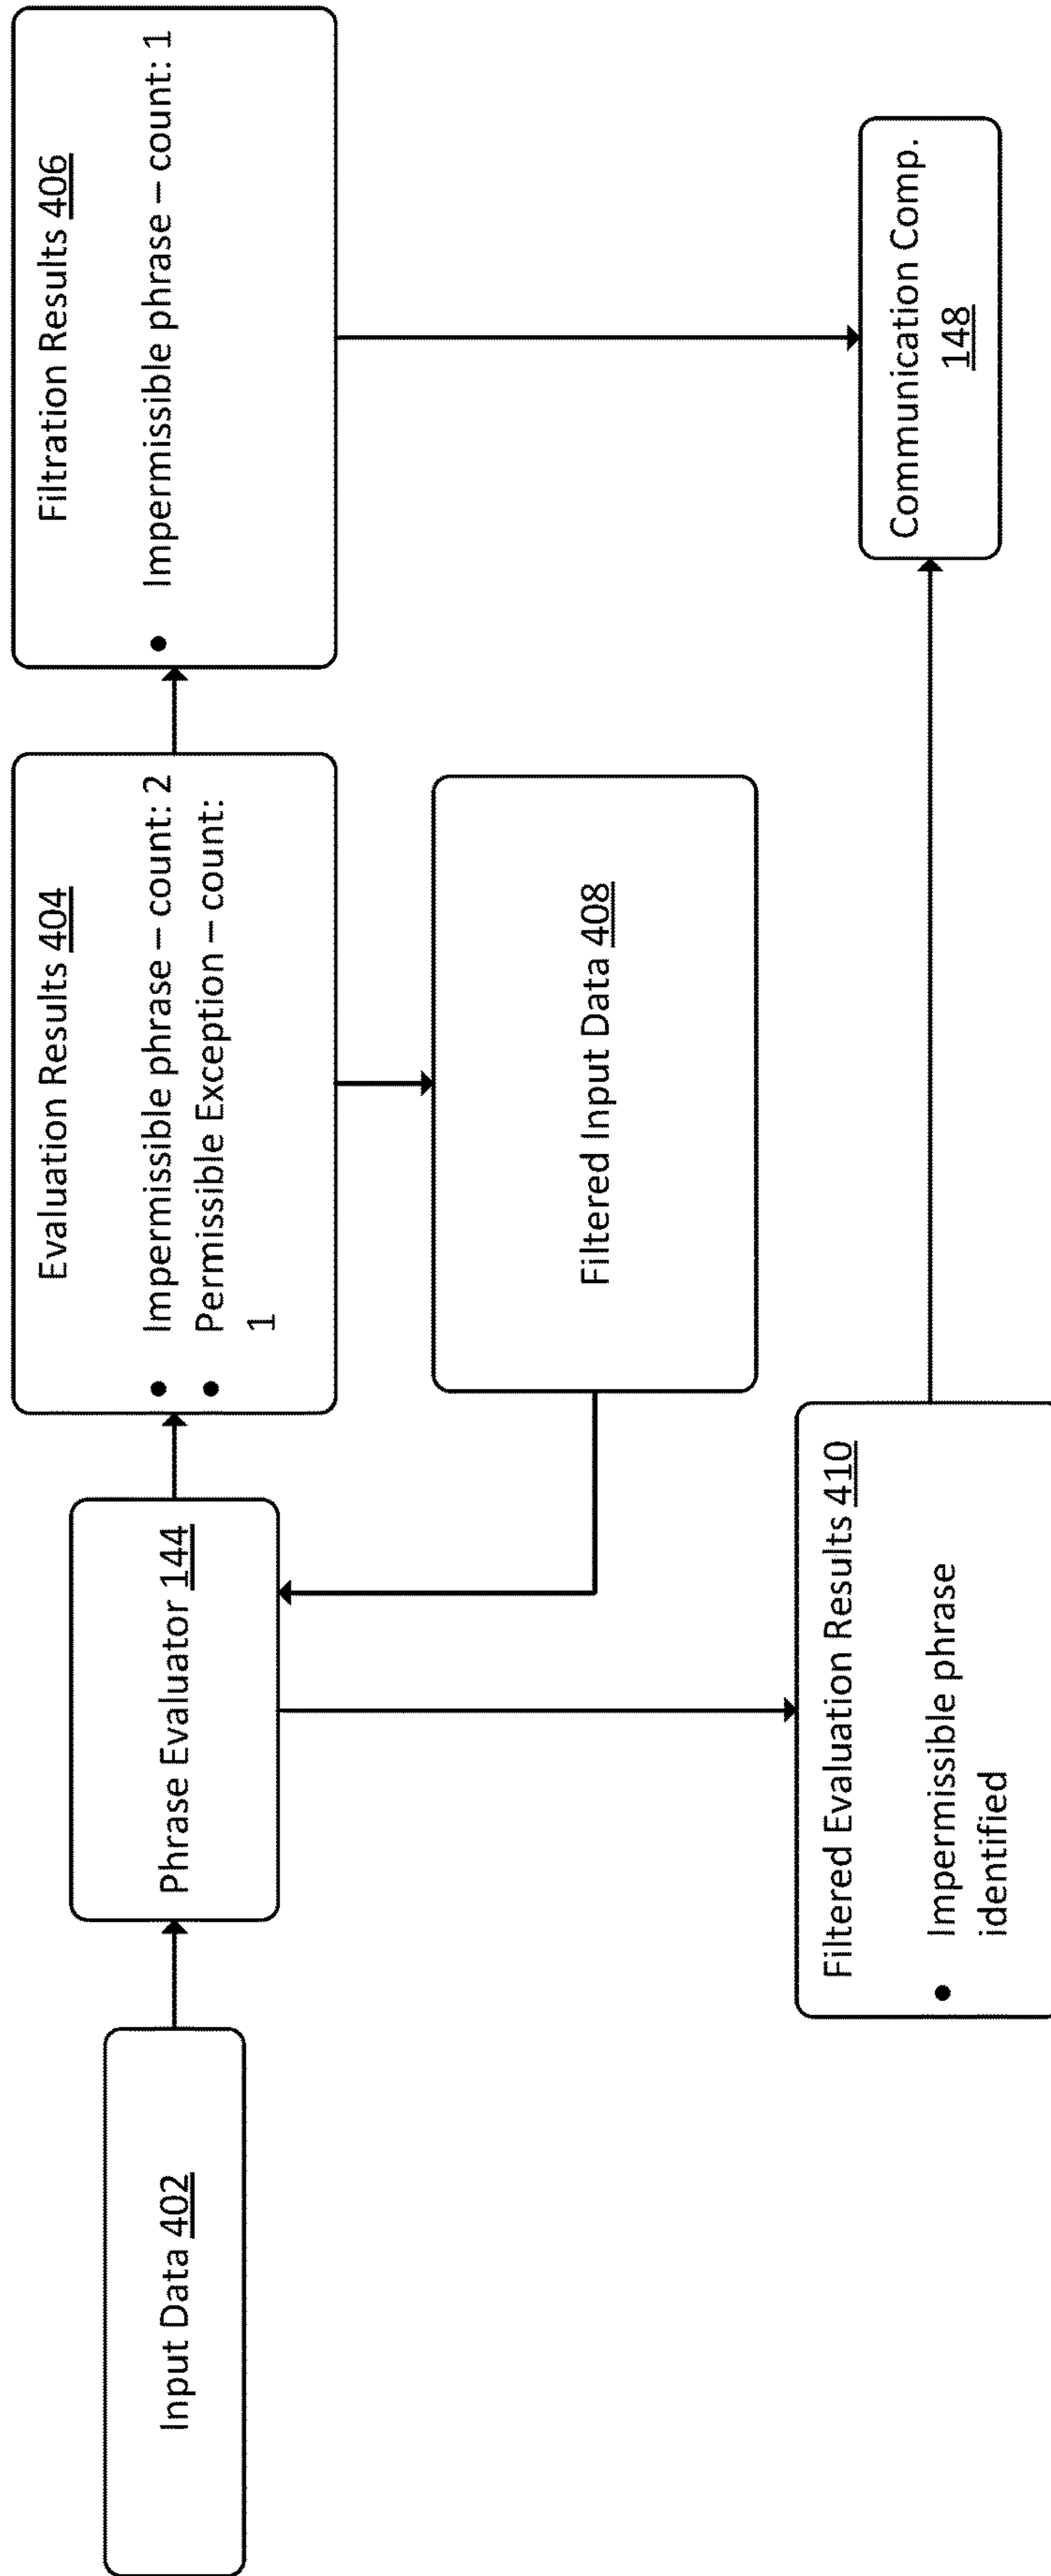 Input Data 402
Phrase Evaluator 144
Evaluation Results 404
• Impermissible phrase – count: 2
• Permissible Exception – count:
1
Filtration Results 406
• Impermissible phrase – count: 1
Filtered Input Data 408
Filtered Evaluation Results 410
• Impermissible phrase
identified
Communication Comp.
148